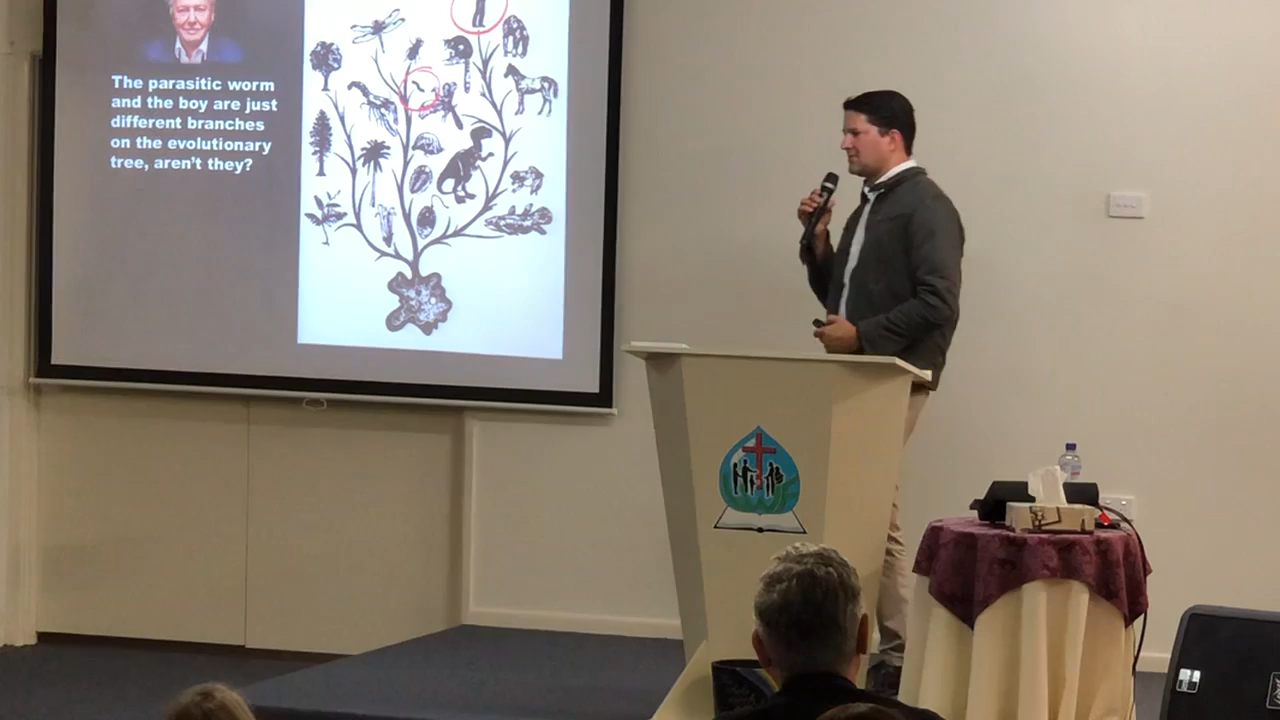 The parasitic worm
and the boy are just
different branches
on the evolutionary
tree, aren't they?